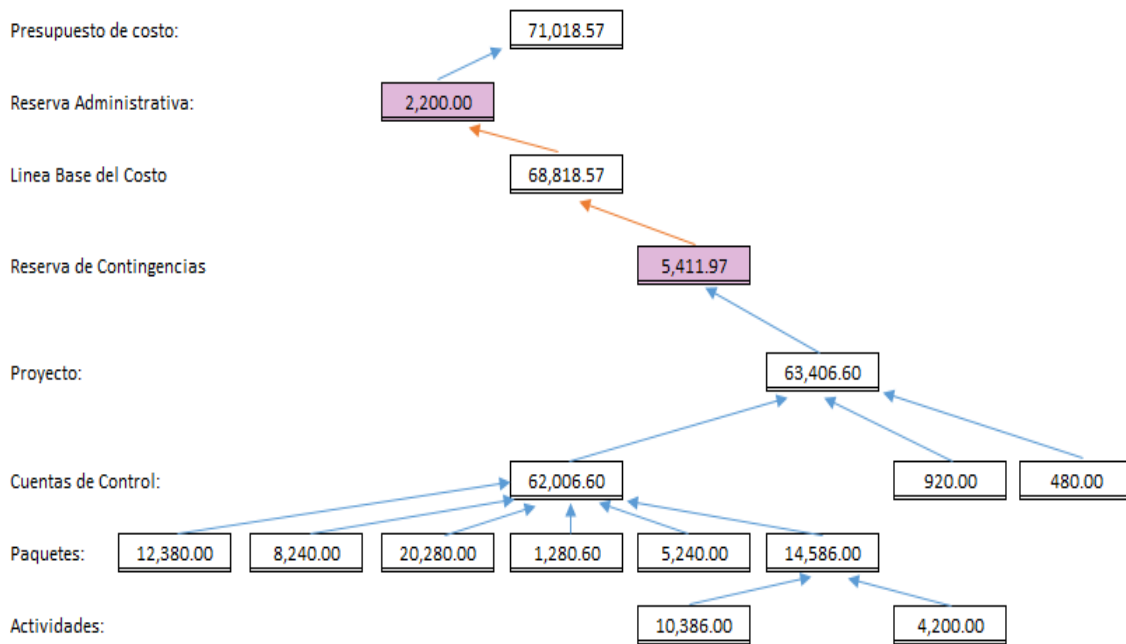 Presupuesto de costo: 71,018.57
Reserva Administrativa: 2,200.00
Linea Base del Costo 68,818.57
Reserva de Contingencias 5,411.97
Proyecto: 63,406.60
Cuentas de Control: 62,006.60 920.00 480.00
Paquetes: 12,380.00 8,240.00 20,280.00 1,280.60 5,240.00 14,586.00
Actividades: 10,386.00 4,200.00